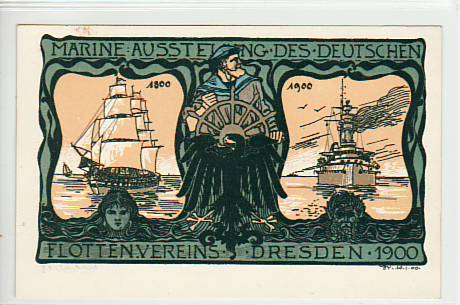 MARINE·AUSSTELLUNG·DES·DEUTSCHEN
1800
1900
FLOTTEN·VEREINS·DRESDEN·1900